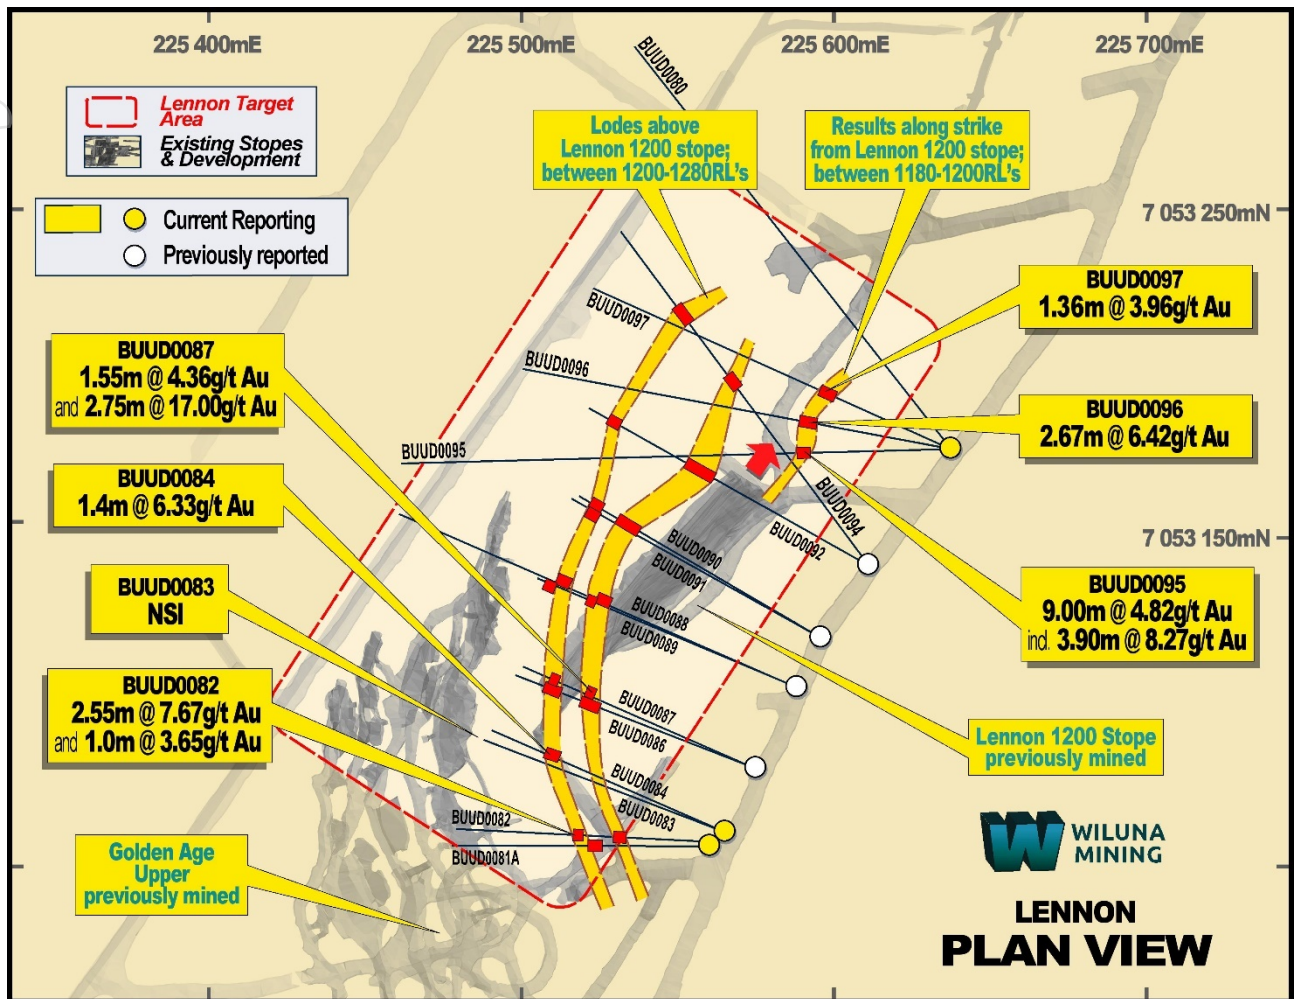 225 400mE
225 500mE
225 600mE
225 700mE
BUUD0080
Lennon Target
Area
Existing Stopes
& Development
Lodes above
Lennon 1200 stope;
between 1200-1280RL's
Results along strike
from Lennon 1200 stope;
between 1180-1200RL's
Current Reporting
Previously reported
7 053 250mN
BUUD0097
1.36m @ 3.96g/t Au
BUUD0097
BUUD0087
1.55m @ 4.36g/t Au
and 2.75m @ 17.00g/t Au
BUUD0096
BUUD0096
2.67m @ 6.42g/t Au
BUUD0095
BUUD0084
1.4m @ 6.33g/t Au
BUUD0094
BUUD0092
7 053 150mN
BUUD0090
BUUD0091
BUUD0083
NSI
BUUD0095
9.00m @ 4.82g/t Au
incl. 3.90m @ 8.27g/t Au
BUUD0088
BUUD0089
BUUD0082
2.55m @ 7.67g/t Au
and 1.0m @ 3.65g/t Au
BUUD0087
BUUD0086
Lennon 1200 Stope
previously mined
BUUD0084
BUUD0083
BUUD0082
BUUD0081A
WILUNA
MINING
Golden Age
Upper
previously mined
LENNON
PLAN VIEW